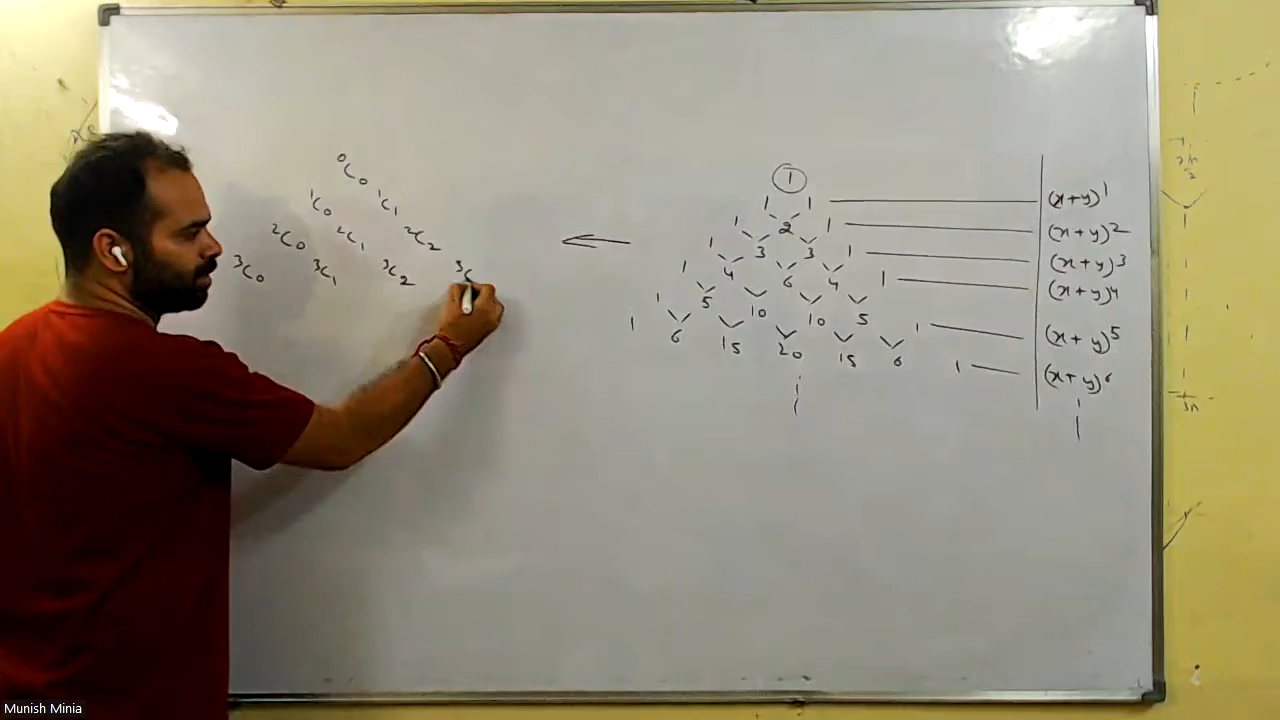 ⁰C₀
¹C₀ ¹C₁
²C₀ ²C₁ ²C₂
³C₀ ³C₁ ³C₂ ³C
1
1 1 (x+y)¹
1 2 1 (x+y)²
1 3 3 1 (x+y)³
1 4 6 4 1 (x+y)⁴
1 5 10 10 5 1 (x+y)⁵
1 6 15 20 15 6 1 (x+y)⁶
Munish Minia